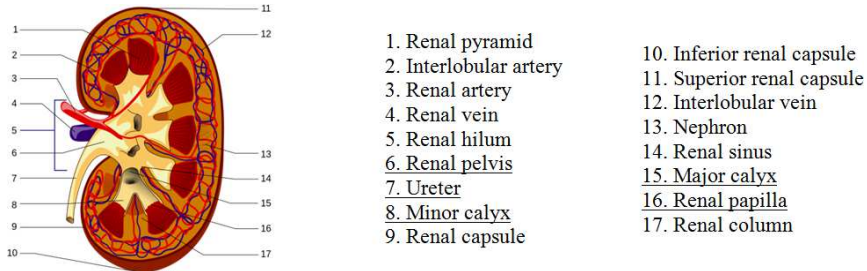 1
2
3
4
5
6
7
8
9
10
11
12
13
14
15
16
17
1. Renal pyramid
2. Interlobular artery
3. Renal artery
4. Renal vein
5. Renal hilum
6. Renal pelvis
7. Ureter
8. Minor calyx
9. Renal capsule
10. Inferior renal capsule
11. Superior renal capsule
12. Interlobular vein
13. Nephron
14. Renal sinus
15. Major calyx
16. Renal papilla
17. Renal column